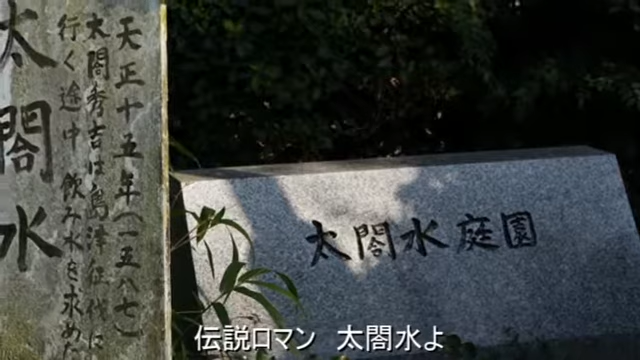 太閤水
天正十五年(一五八七)
太閤秀吉は島津征伐に
行く途中 飲み水を求めに
太閤水庭園
伝説ロマン 太閤水よ